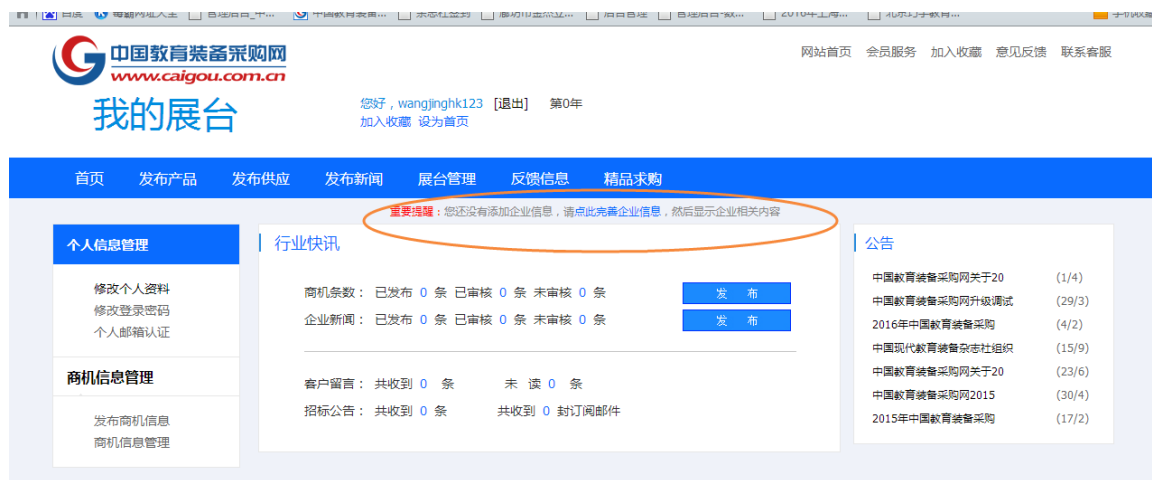 中国教育装备采购网
www.caigou.com.cn
网站首页 会员服务 加入收藏 意见反馈 联系客服
我的展台
您好，wangjinghk123 [退出] 第0年
加入收藏 设为首页
首页 发布产品 发布供应 发布新闻 展台管理 反馈信息 精品求购
重要提醒：您还没有添加企业信息，请点此完善企业信息，然后显示企业相关内容
个人信息管理
修改个人资料
修改登录密码
个人邮箱认证
商机信息管理
发布商机信息
商机信息管理
行业快讯
商机条数： 已发布 0 条 已审核 0 条 未审核 0 条 发 布
企业新闻： 已发布 0 条 已审核 0 条 未审核 0 条 发 布
客户留言： 共收到 0 条 未 读 0 条
招标公告： 共收到 0 条 共收到 0 封订阅邮件
公告
中国教育装备采购网关于20 (1/4)
中国教育装备采购网升级调试 (29/3)
2016年中国教育装备采购 (4/2)
中国现代教育装备杂志社组织 (15/9)
中国教育装备采购网关于20 (23/6)
中国教育装备采购网2015 (30/4)
2015年中国教育装备采购 (17/2)